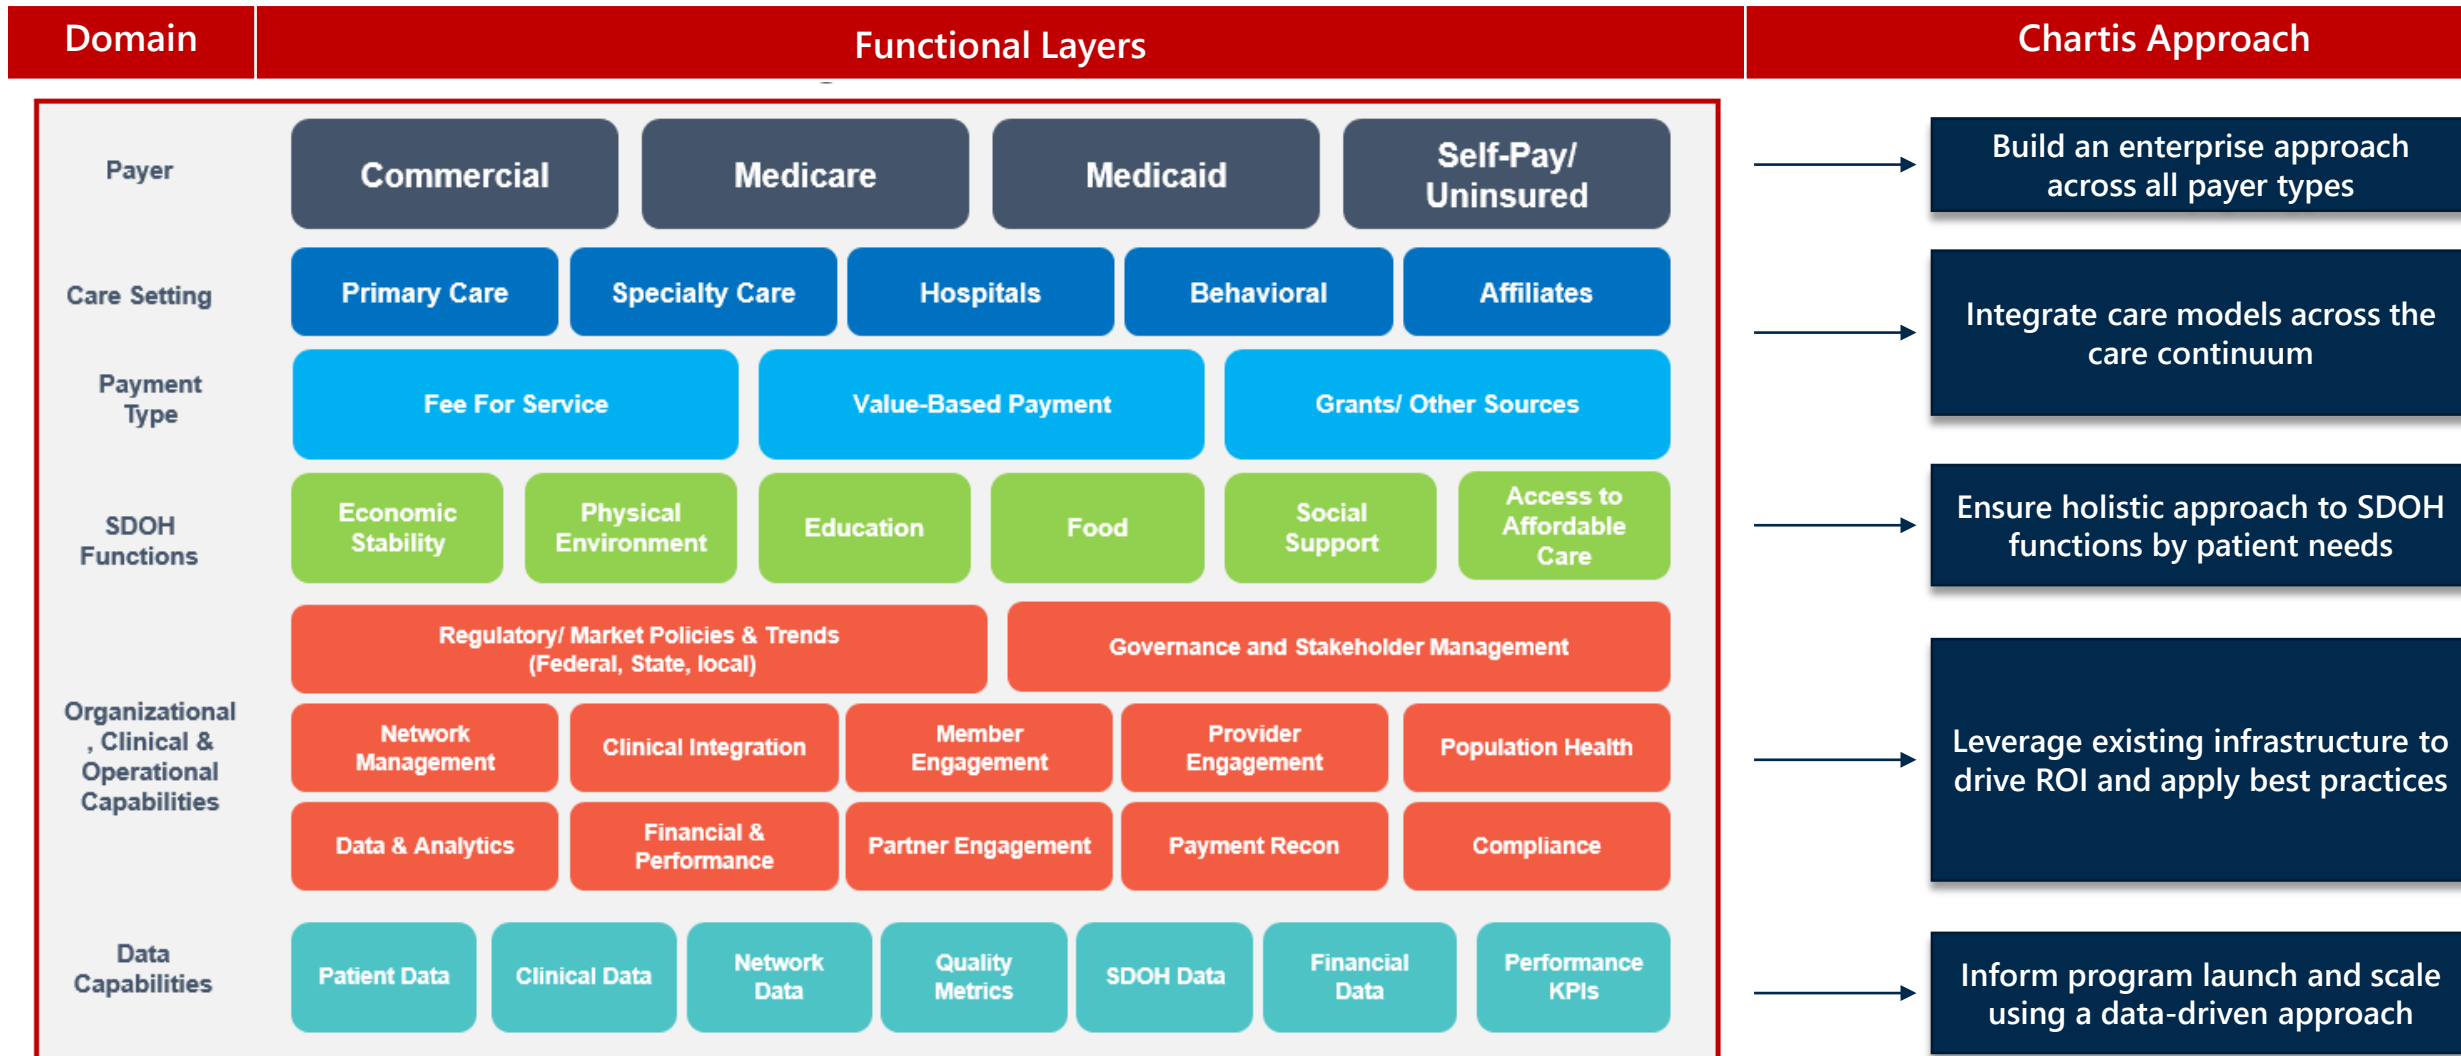 Domain
Functional Layers
Chartis Approach
Payer
Commercial
Medicare
Medicaid
Self-Pay/
Uninsured
Build an enterprise approach
across all payer types
Care Setting
Primary Care
Specialty Care
Hospitals
Behavioral
Affiliates
Integrate care models across the
care continuum
Payment
Type
Fee For Service
Value-Based Payment
Grants/ Other Sources
SDOH
Functions
Economic
Stability
Physical
Environment
Education
Food
Social
Support
Access to
Affordable
Care
Ensure holistic approach to SDOH
functions by patient needs
Organizational
, Clinical &
Operational
Capabilities
Regulatory/ Market Policies & Trends
(Federal, State, local)
Governance and Stakeholder Management
Network
Management
Clinical Integration
Member
Engagement
Provider
Engagement
Population Health
Data & Analytics
Financial &
Performance
Partner Engagement
Payment Recon
Compliance
Leverage existing infrastructure to
drive ROI and apply best practices
Data
Capabilities
Patient Data
Clinical Data
Network
Data
Quality
Metrics
SDOH Data
Financial
Data
Performance
KPIs
Inform program launch and scale
using a data-driven approach